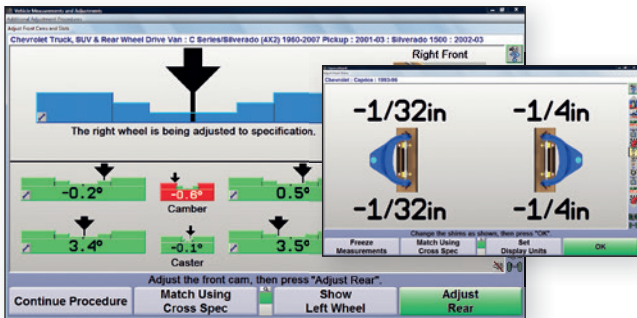 Vehicle Measurements and Adjustments
Additional Adjustment Procedures
Adjust Front Cams and Slots
Chevrolet Truck, SUV & Rear Wheel Drive Van : C Series/Silverado (4X2) 1960-2007 Pickup : 2001-03 : Silverado 1500 : 2002-03
Right Front
The right wheel is being adjusted to specification.
-0.2°
-0.6°
0.5°
Camber
3.4°
-0.1°
3.5°
Caster
Adjust the front cam, then press "Adjust Rear".
Continue Procedure
Match Using
Cross Spec
Show
Left Wheel
Adjust
Rear
Chevrolet : Caprice : 1993-96
-1/32in
-1/4in
-1/32in
-1/4in
Change the shims as shown, then press "OK".
Freeze
Measurements
Match Using
Cross Spec
Set
Display Units
OK